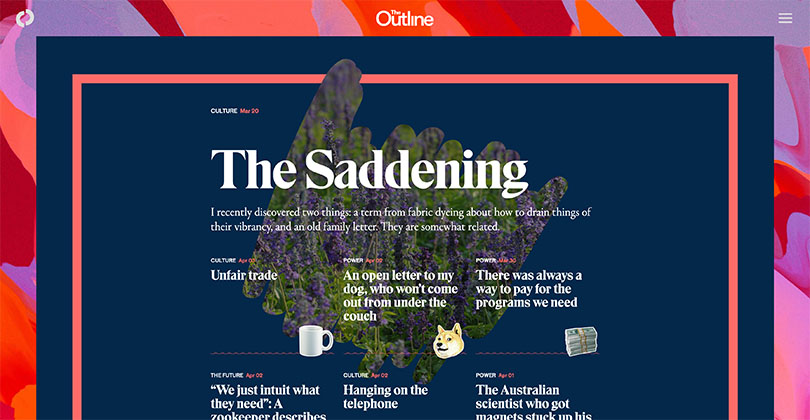 The
Outline
CULTURE Mar 20
The Saddening
I recently discovered two things: a term from fabric dyeing about how to drain things of
their vibrancy, and an old family letter. They are somewhat related.
CULTURE Apr 03
Unfair trade
POWER Apr 02
An open letter to my
dog, who won't come
out from under the
couch
POWER Mar 30
There was always a
way to pay for the
programs we need
THE FUTURE Apr 02
“We just intuit what
they need”: A
zookeeper describes
CULTURE Apr 02
Hanging on the
telephone
POWER Apr 01
The Australian
scientist who got
magnets stuck up his